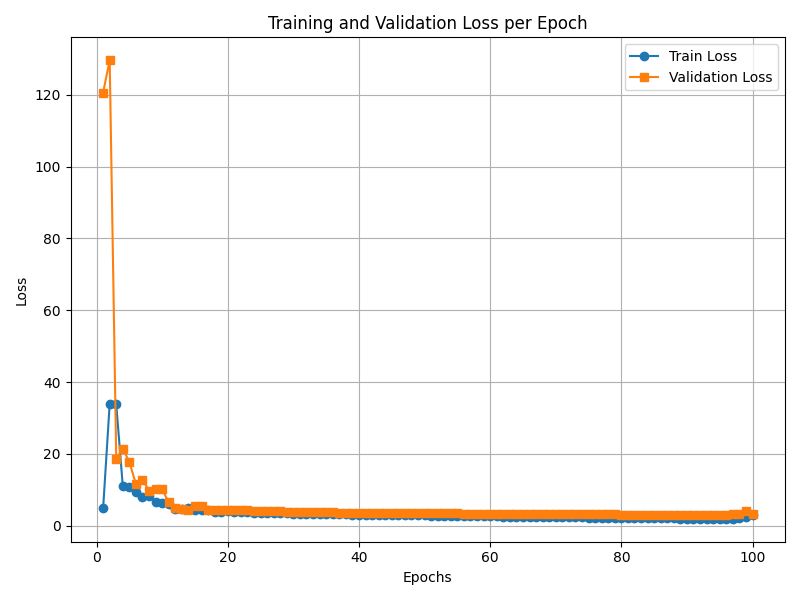 Training and Validation Loss per Epoch
Train Loss
Validation Loss
120
100
80
60
40
20
0
Loss
0 20 40 60 80 100
Epochs